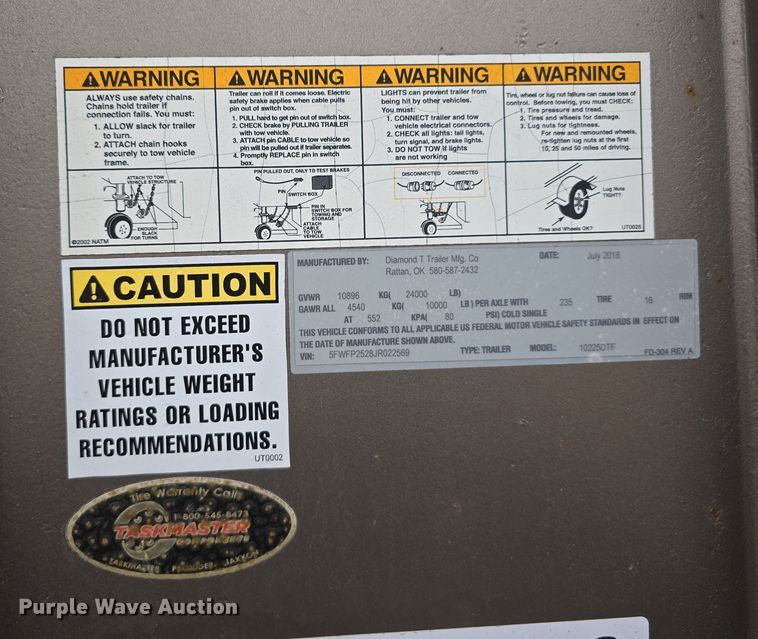 WARNING
ALWAYS use safety chains.
Chains hold trailer if
connection fails. You must:
1. ALLOW slack for trailer
to turn.
2. ATTACH chain hooks
securely to tow vehicle
frame.
ATTACH TO TOW
VEHICLE STRUCTURE
ENOUGH
SLACK
FOR TURNS
©2002 NATM
WARNING
Trailer can roll if it comes loose. Electric
safety brake applies when cable pulls
pin out of switch box.
1. PULL hard to get pin out of switch box.
2. CHECK brake by PULLING TRAILER
with tow vehicle.
3. ATTACH pin CABLE to tow vehicle so
pin will be pulled out if trailer separates.
4. Promptly REPLACE pin in switch
box.
PIN PULLED OUT, ONLY TO TEST BRAKES
PIN
SWITCH BOX
PIN IN
SWITCH BOX FOR
TOWING AND
STORAGE
ATTACH
CABLE
TO TOW
VEHICLE
WARNING
LIGHTS can prevent trailer from
being hit by other vehicles.
You must:
1. CONNECT trailer and tow
vehicle electrical connectors.
2. CHECK all lights: tail lights,
turn signal, and brake lights.
3. DO NOT TOW if lights
are not working
DISCONNECTED CONNECTED
WARNING
Tire, wheel or lug nut failure can cause loss of
control. Before towing, you must CHECK:
1. Tire pressure and tread.
2. Tires and wheels for damage.
3. Lug nuts for tightness.
For new and remounted wheels,
re-tighten lug nuts at the first
10, 25 and 50 miles of driving.
Lug Nuts
TIGHT?
Tires and Wheels OK?
UT0025
CAUTION
DO NOT EXCEED
MANUFACTURER'S
VEHICLE WEIGHT
RATINGS OR LOADING
RECOMMENDATIONS.
UT0002
MANUFACTURED BY: Diamond T Trailer Mfg. Co DATE: July 2018
Rattan, OK 580-587-2432
GVWR 10896 KG( 24000 LB)
GAWR ALL 4540 KG( 10000 LB ) PER AXLE WITH 235 TIRE 16 RIM
AT 552 KPA( 80 PSI) COLD SINGLE
THIS VEHICLE CONFORMS TO ALL APPLICABLE US FEDERAL MOTOR VEHICLE SAFETY STANDARDS IN EFFECT ON
THE DATE OF MANUFACTURE SHOWN ABOVE.
VIN: 5FWFP2528JR022569 TYPE: TRAILER MODEL: 10225DTF
FD-304 REV A
Tire Warranty Call
1-800-545-8473
TASKMASTER
COMPONENTS
TASKMASTER
Purple Wave Auction